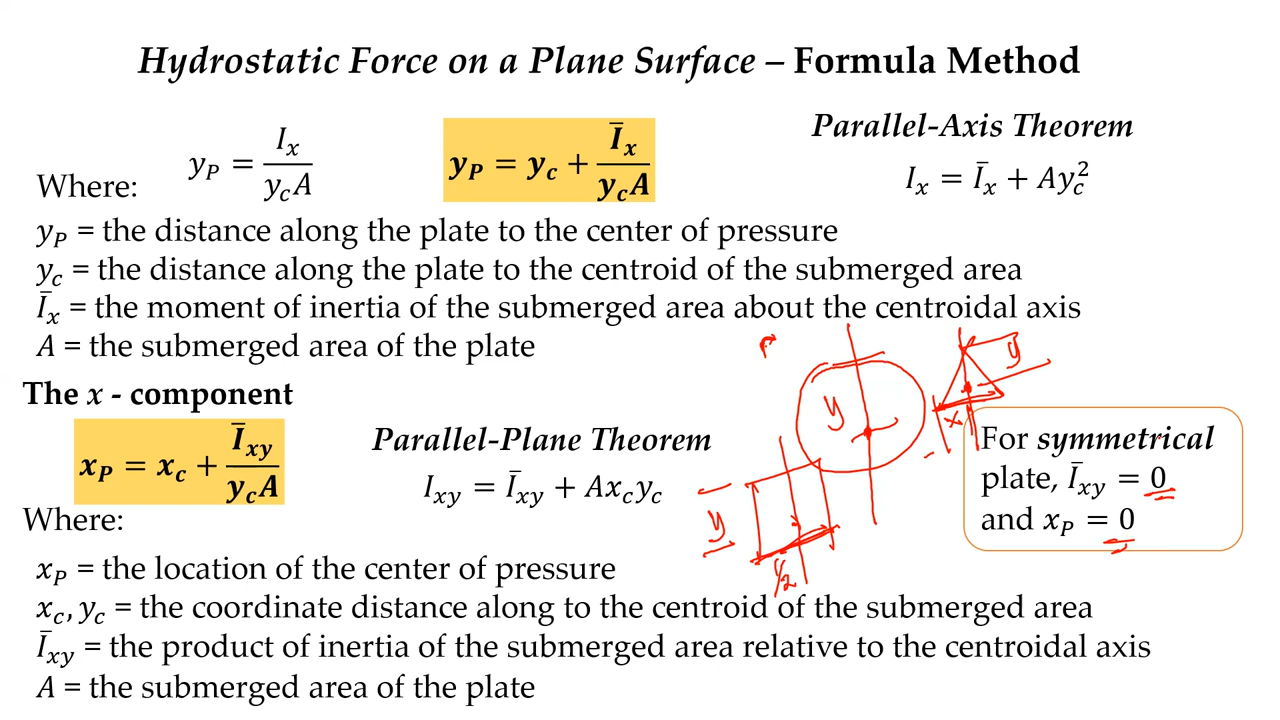 Hydrostatic Force on a Plane Surface – Formula Method
Parallel-Axis Theorem
Where:
y_P = I_x / y_c A
y_P = y_c + Ī_x / y_c A
I_x = Ī_x + Ay_c²
y_P = the distance along the plate to the center of pressure
y_c = the distance along the plate to the centroid of the submerged area
Ī_x = the moment of inertia of the submerged area about the centroidal axis
A = the submerged area of the plate
The x - component
x_P = x_c + Ī_xy / y_c A
Parallel-Plane Theorem
I_xy = Ī_xy + Ax_c y_c
y
y
x
y
For symmetrical
plate, Ī_xy = 0
and x_P = 0
Where:
x_P = the location of the center of pressure
x_c, y_c = the coordinate distance along to the centroid of the submerged area
Ī_xy = the product of inertia of the submerged area relative to the centroidal axis
A = the submerged area of the plate